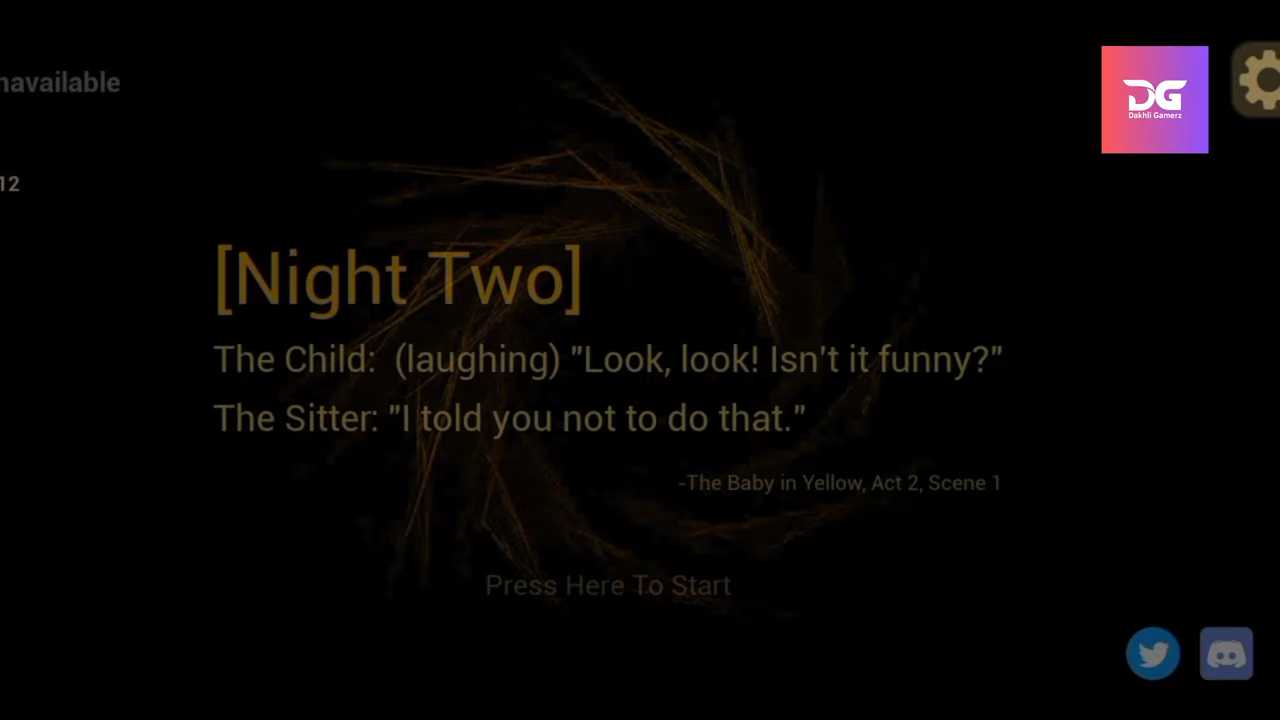 navailable
DG
Dakhli Gamerz
12
[Night Two]
The Child:  (laughing) "Look, look! Isn't it funny?"
The Sitter: "I told you not to do that."
-The Baby in Yellow, Act 2, Scene 1
Press Here To Start